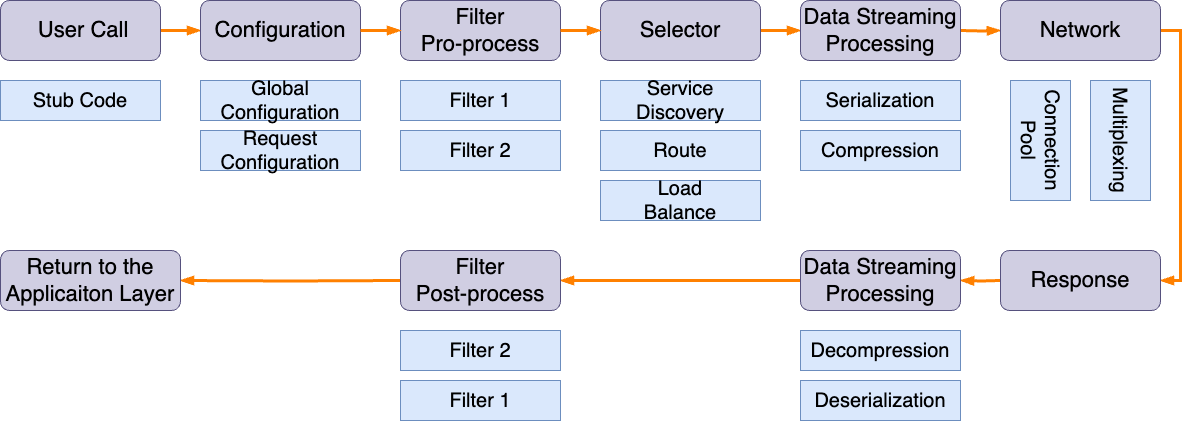 User Call
Configuration
Filter
Pro-process
Selector
Data Streaming
Processing
Network
Stub Code
Global
Configuration
Request
Configuration
Filter 1
Filter 2
Service
Discovery
Route
Load
Balance
Serialization
Compression
Connection
Pool
Multiplexing
Return to the
Applicaiton Layer
Filter
Post-process
Data Streaming
Processing
Response
Filter 2
Filter 1
Decompression
Deserialization